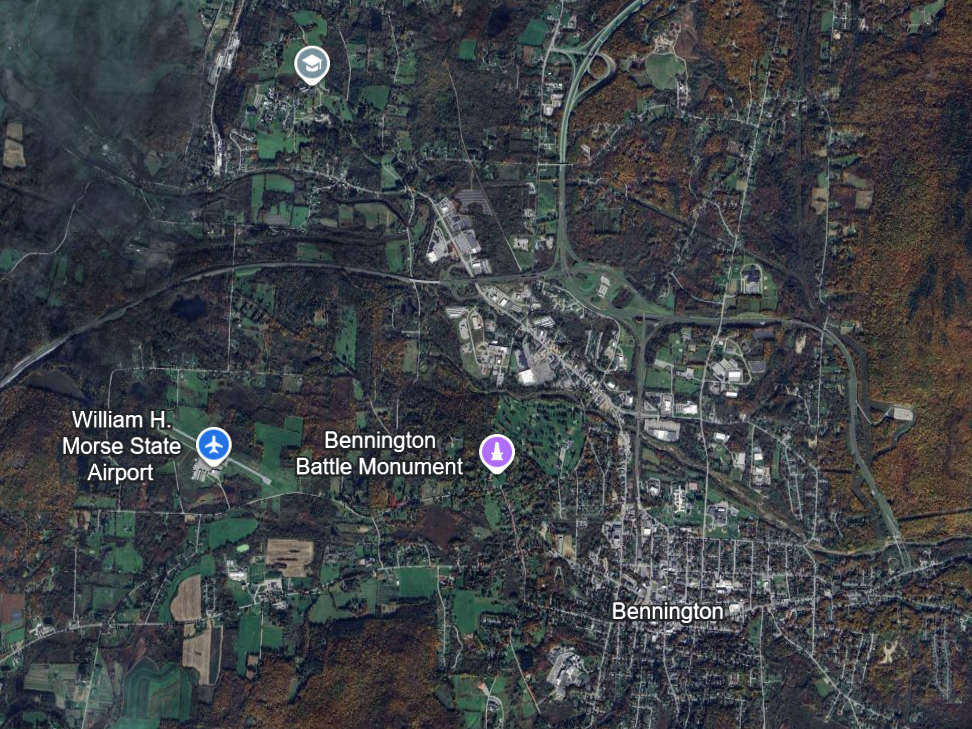 William H.
Morse State
Airport
Bennington
Battle Monument
Bennington